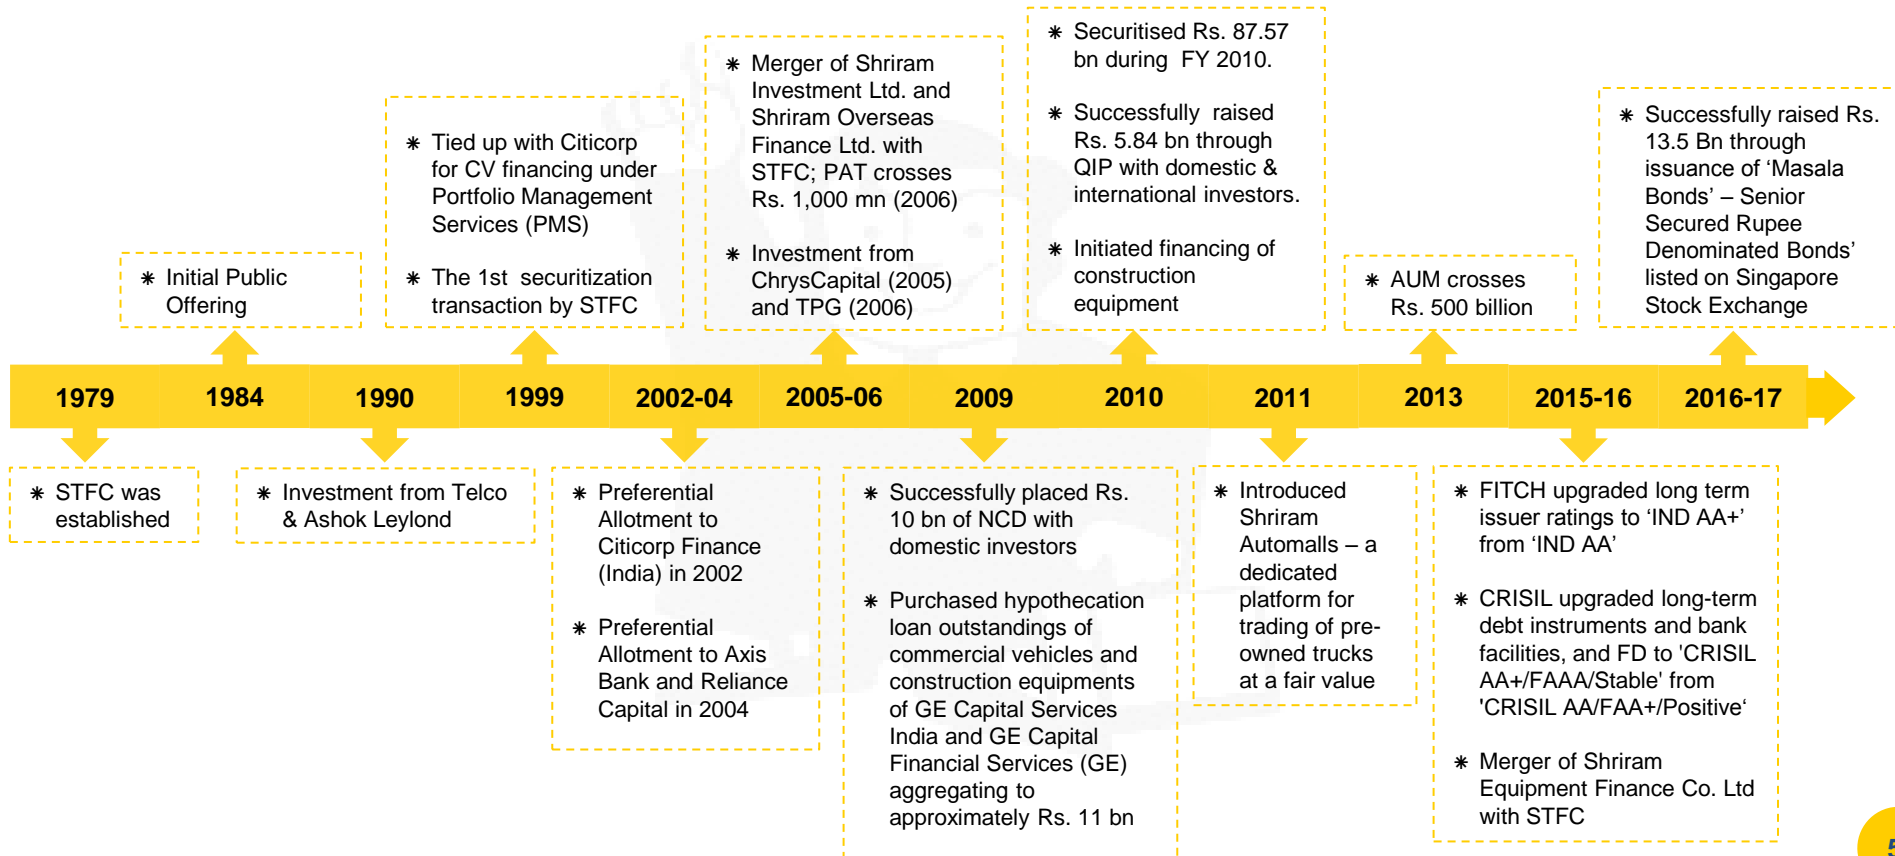 * Initial Public
Offering
* Tied up with Citicorp
for CV financing under
Portfolio Management
Services (PMS)
* The 1st securitization
transaction by STFC
* Merger of Shriram
Investment Ltd. and
Shriram Overseas
Finance Ltd. with
STFC; PAT crosses
Rs. 1,000 mn (2006)
* Investment from
ChrysCapital (2005)
and TPG (2006)
* Securitised Rs. 87.57
bn during FY 2010.
* Successfully raised
Rs. 5.84 bn through
QIP with domestic &
international investors.
* Initiated financing of
construction
equipment
* AUM crosses
Rs. 500 billion
* Successfully raised Rs.
13.5 Bn through
issuance of ‘Masala
Bonds’ – Senior
Secured Rupee
Denominated Bonds’
listed on Singapore
Stock Exchange
1979 1984 1990 1999 2002-04 2005-06 2009 2010 2011 2013 2015-16 2016-17
* STFC was
established
* Investment from Telco
& Ashok Leylond
* Preferential
Allotment to
Citicorp Finance
(India) in 2002
* Preferential
Allotment to Axis
Bank and Reliance
Capital in 2004
* Successfully placed Rs.
10 bn of NCD with
domestic investors
* Purchased hypothecation
loan outstandings of
commercial vehicles and
construction equipments
of GE Capital Services
India and GE Capital
Financial Services (GE)
aggregating to
approximately Rs. 11 bn
* Introduced
Shriram
Automalls – a
dedicated
platform for
trading of pre-
owned trucks
at a fair value
* FITCH upgraded long term
issuer ratings to ‘IND AA+’
from ‘IND AA’
* CRISIL upgraded long-term
debt instruments and bank
facilities, and FD to 'CRISIL
AA+/FAAA/Stable' from
'CRISIL AA/FAA+/Positive‘
* Merger of Shriram
Equipment Finance Co. Ltd
with STFC